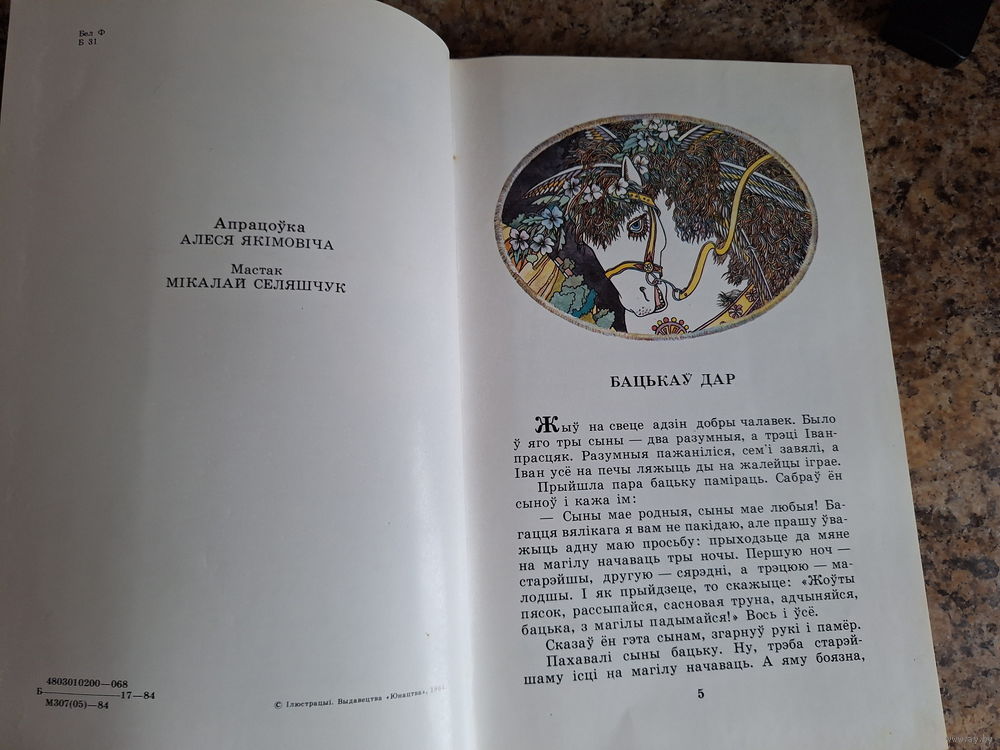 Бел Ф
Б 31
Апрацоўка
АЛЕСЯ ЯКІМОВІЧА
Мастак
МІКАЛАЙ СЕЛЯШЧУК
4803010200—068
Б————17—84
М307(05)—84
© Ілюстрацыі. Выдавецтва «Юнацтва», 1984
БАЦЬКАЎ ДАР
Жыў на свеце адзін добры чалавек. Было
ў яго тры сыны — два разумныя, а трэці Іван-
прасцяк. Разумныя пажаніліся, сем'і завялі, а
Іван усё на печы ляжыць ды на жалейцы іграе.
Прыйшла пара бацьку паміраць. Сабраў ён
сыноў і кажа ім:
— Сыны мае родныя, сыны мае любыя! Ба-
гацця вялікага я вам не пакідаю, але прашу ўва-
жыць адну маю просьбу: прыходзьце да мяне
на магілу начаваць тры ночы. Першую ноч —
старэйшы, другую — сярэдні, а трэцюю — ма-
лодшы. І як прыйдзеце, то скажыце: «Жоўты
пясок, рассыпайся, сасновая труна, адчыняйся,
бацька, з магілы падымайся!» Вось і ўсё.
Сказаў ён гэта сынам, згарнуў рукі і памёр.
Пахавалі сыны бацьку. Ну, трэба старэй-
шаму ісці на магілу начаваць. А яму боязна,
5